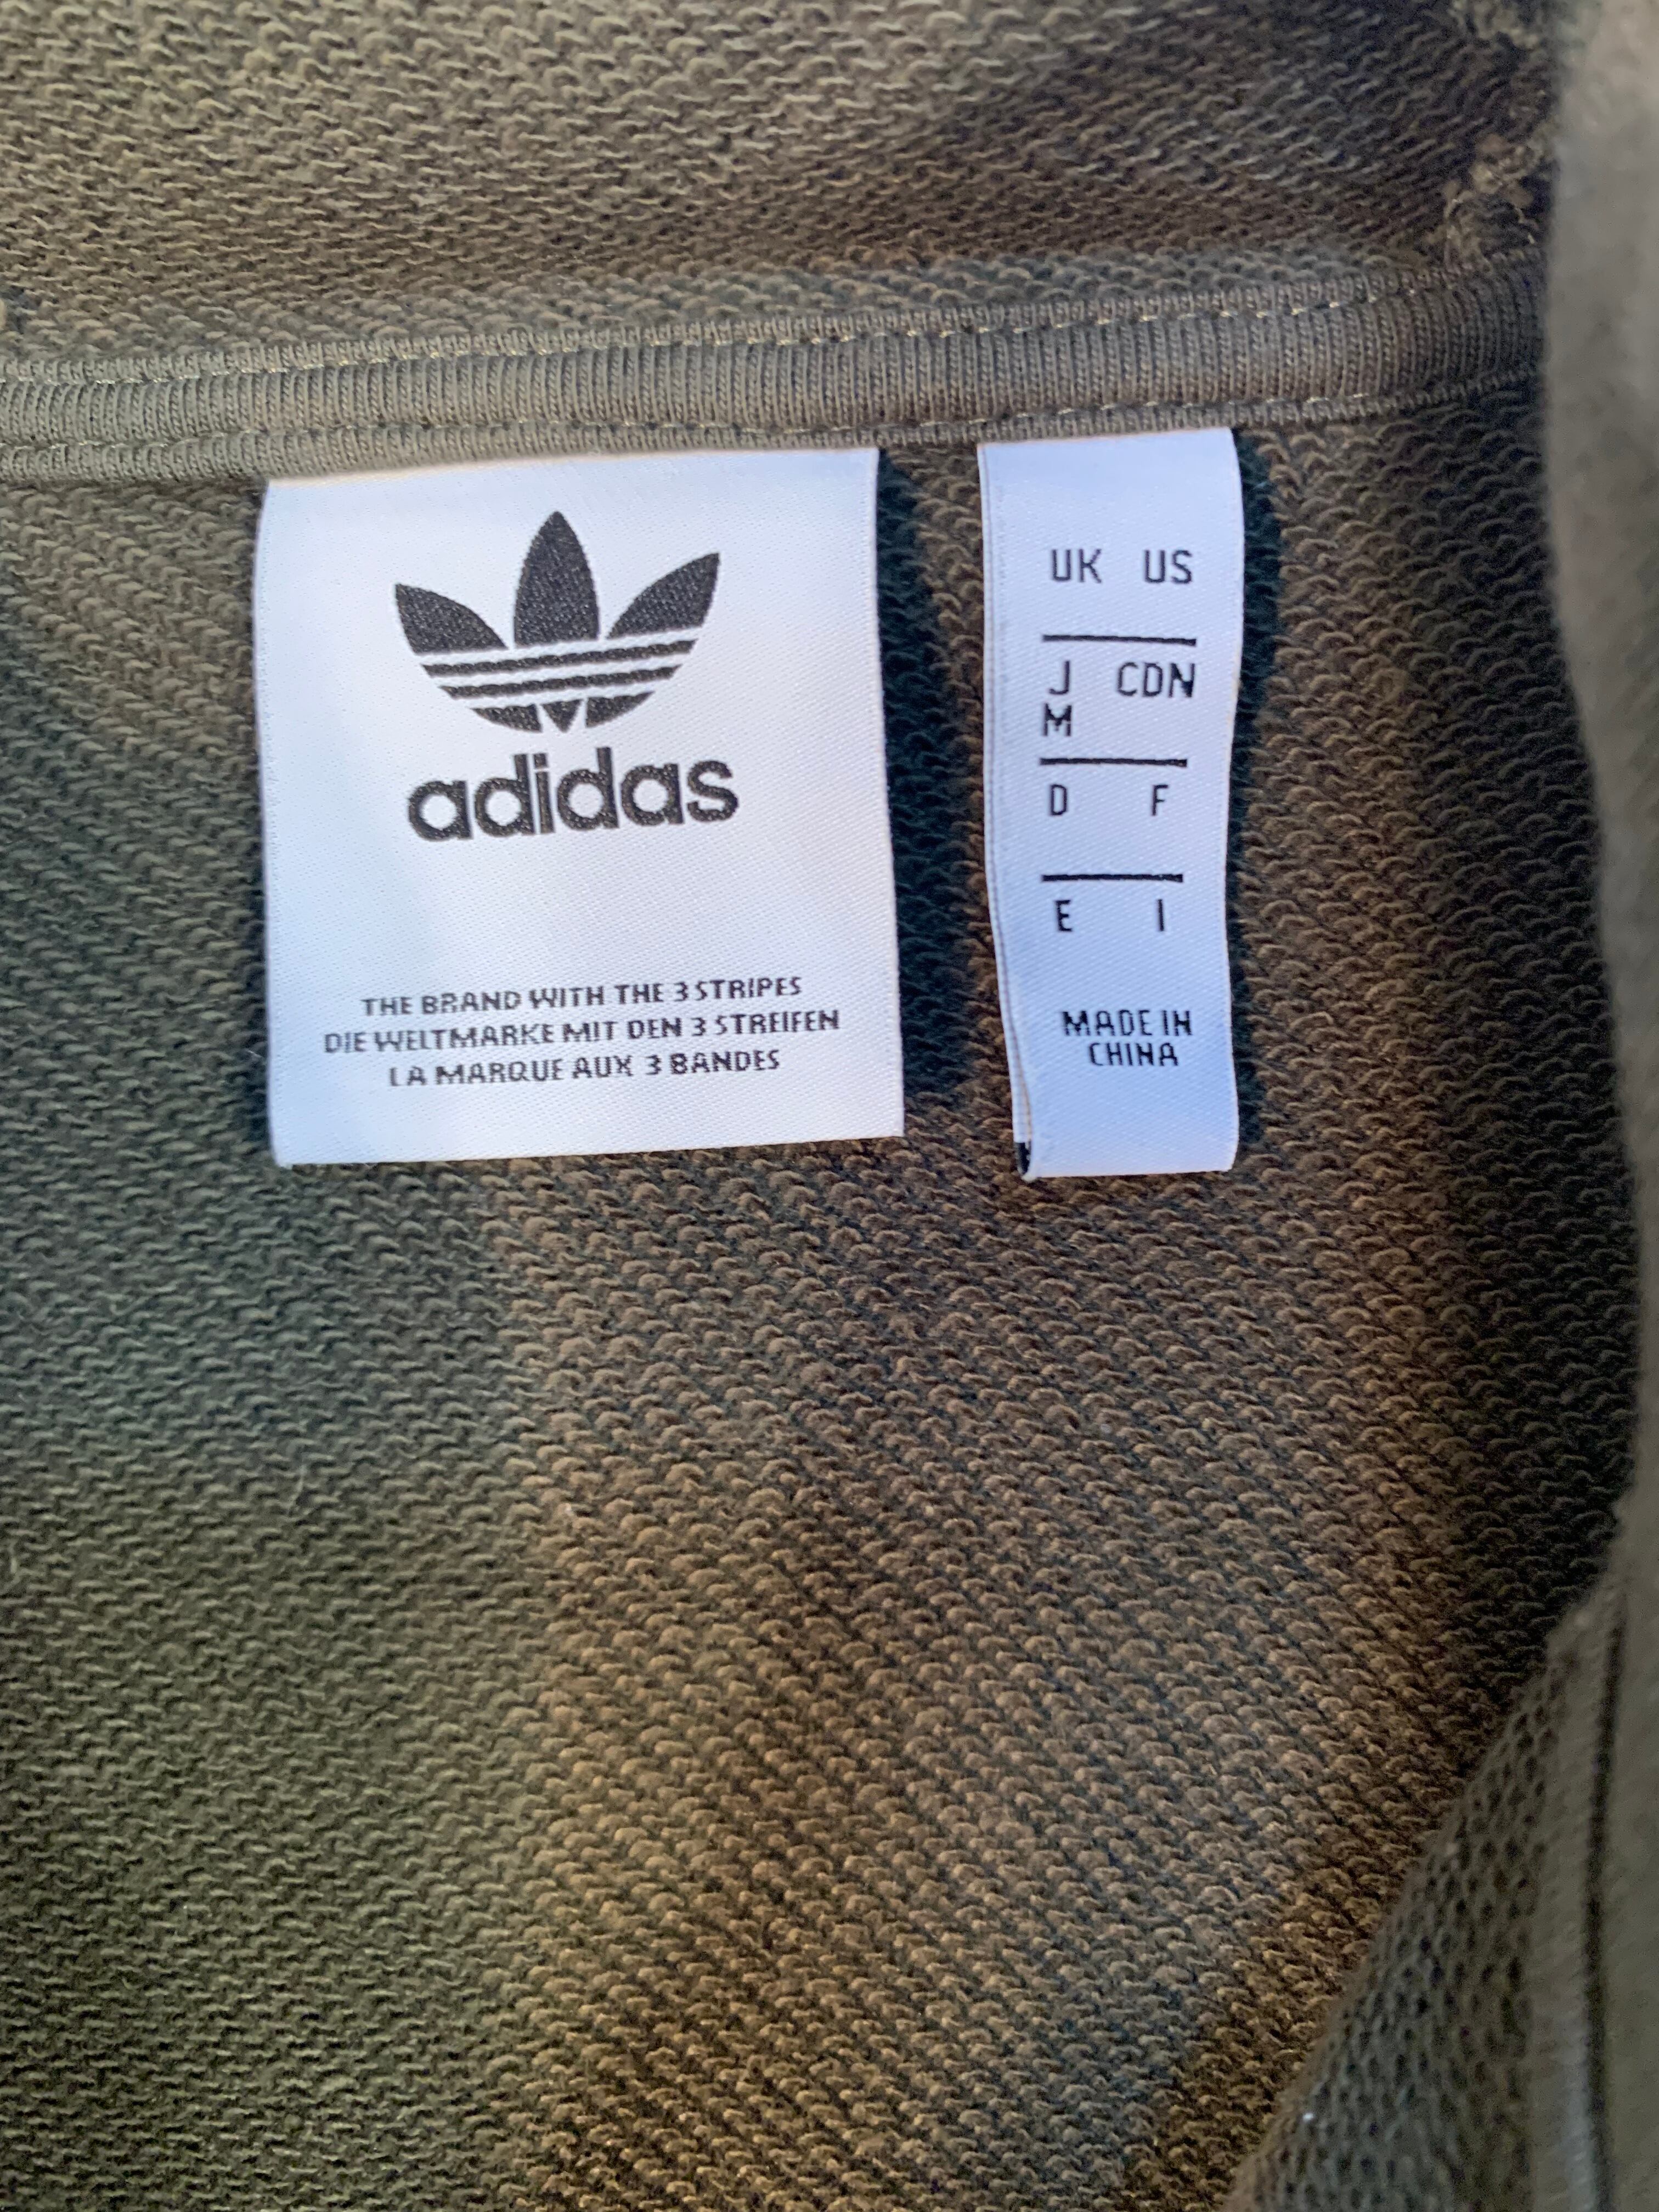 adidas
THE BRAND WITH THE 3 STRIPES
DIE WELTMARKE MIT DEN 3 STREIFEN
LA MARQUE AUX 3 BANDES
UK US
J CDN
M
D F
E I
MADE IN
CHINA